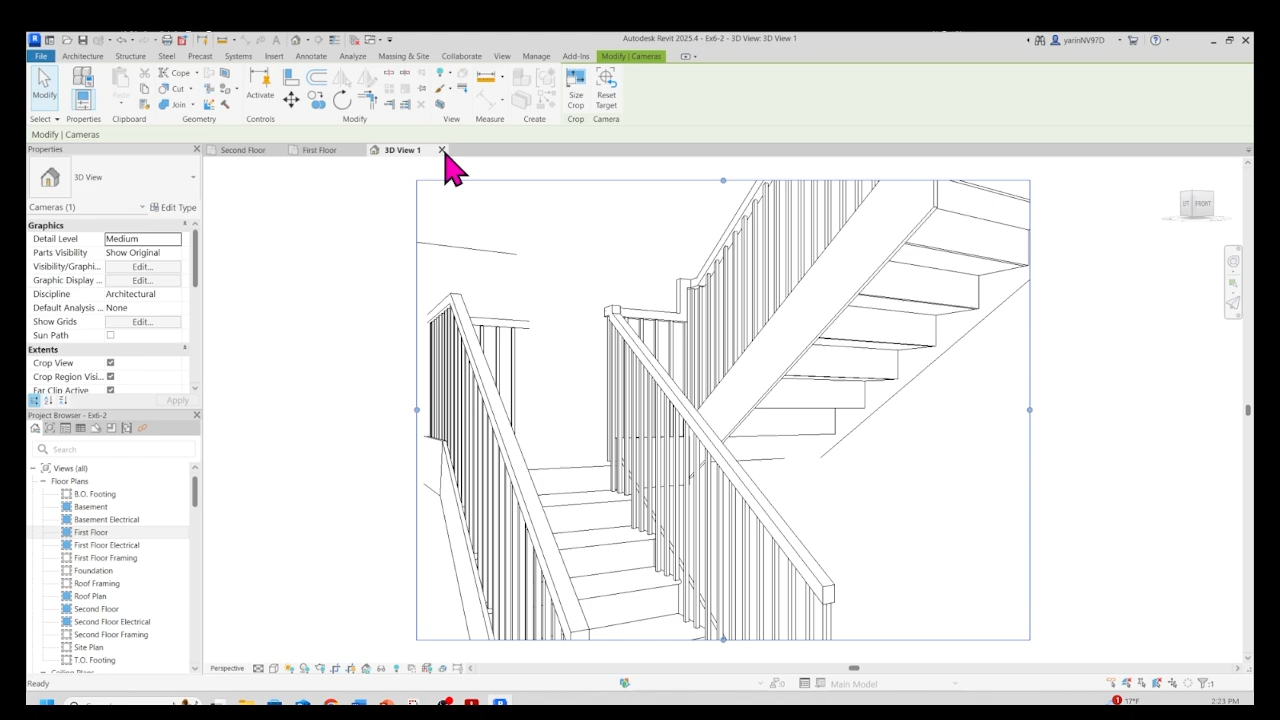 Autodesk Revit 2025.4 - Ex6-2 - 3D View: 3D View 1
yarinNV97D
File Architecture Structure Steel Precast Systems Insert Annotate Analyze Massing & Site Collaborate View Manage Add-Ins Modify | Cameras
Modify
Cope
Cut
Join
Activate
Size Crop
Reset Target
Select Properties Clipboard Geometry Controls Modify View Measure Create Crop Camera
Modify | Cameras
Properties
Second Floor First Floor 3D View 1
3D View
Cameras (1) Edit Type
Graphics
Detail Level Medium
Parts Visibility Show Original
Visibility/Graphi... Edit...
Graphic Display ... Edit...
Discipline Architectural
Default Analysis ... None
Show Grids Edit...
Sun Path
Extents
Crop View
Crop Region Visi...
Far Clip Active
Apply
FRONT
Project Browser - Ex6-2
Search
Views (all)
Floor Plans
B.O. Footing
Basement
Basement Electrical
First Floor
First Floor Electrical
First Floor Framing
Foundation
Roof Framing
Roof Plan
Second Floor
Second Floor Electrical
Second Floor Framing
Site Plan
T.O. Footing
Perspective
Ready
:0
Main Model
:1
1
17°F
2:23 PM